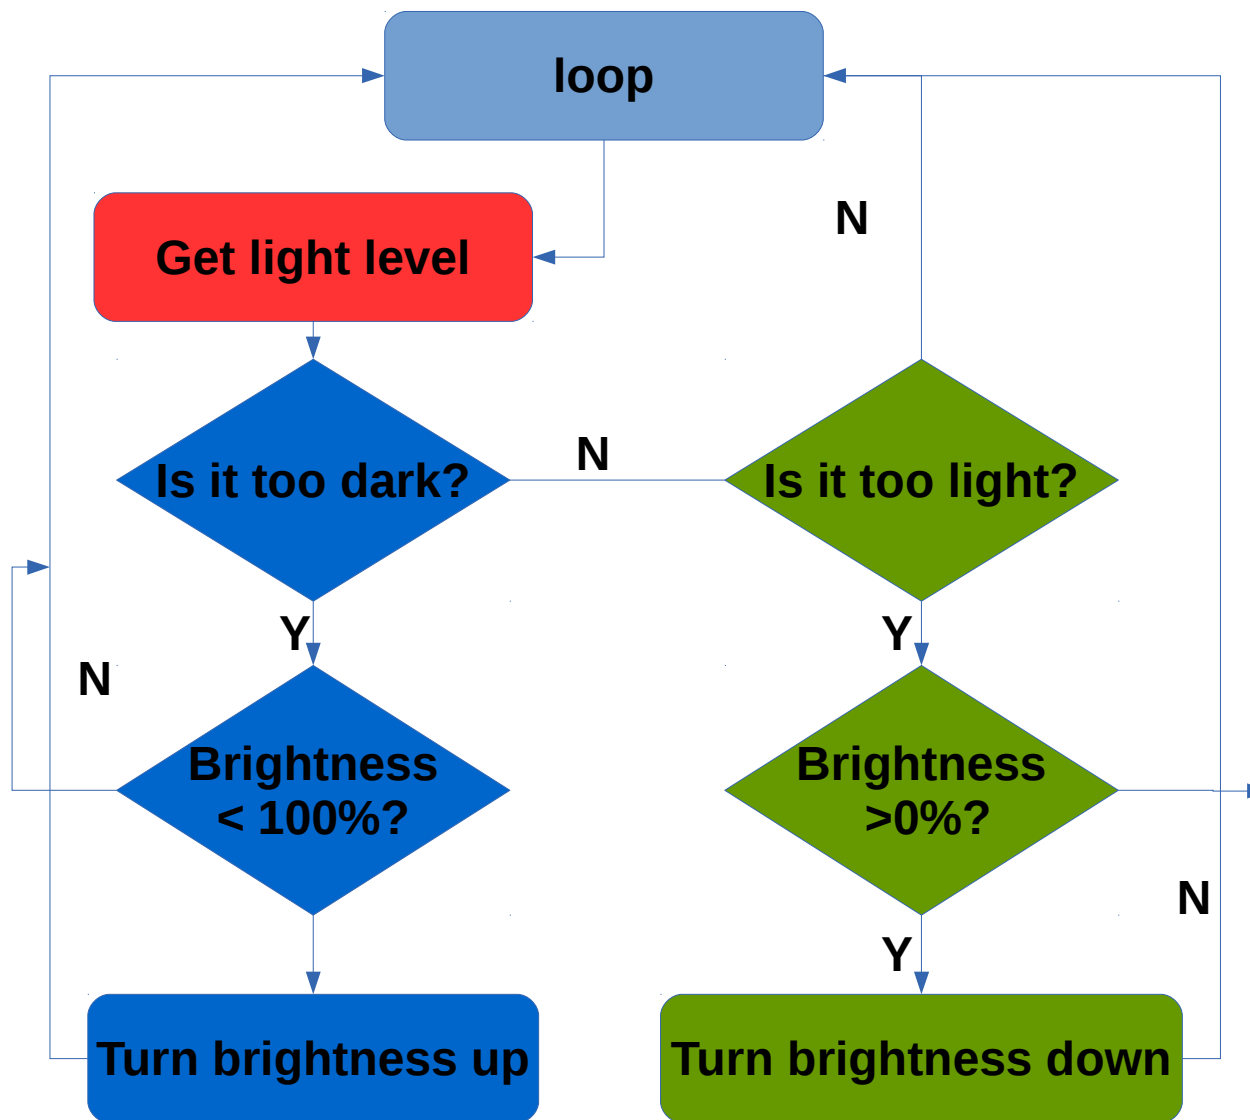 loop
N
Get light level
Is it too dark?
N
Is it too light?
Y
Y
N
Brightness
< 100%?
Brightness
>0%?
N
Y
Turn brightness up
Turn brightness down